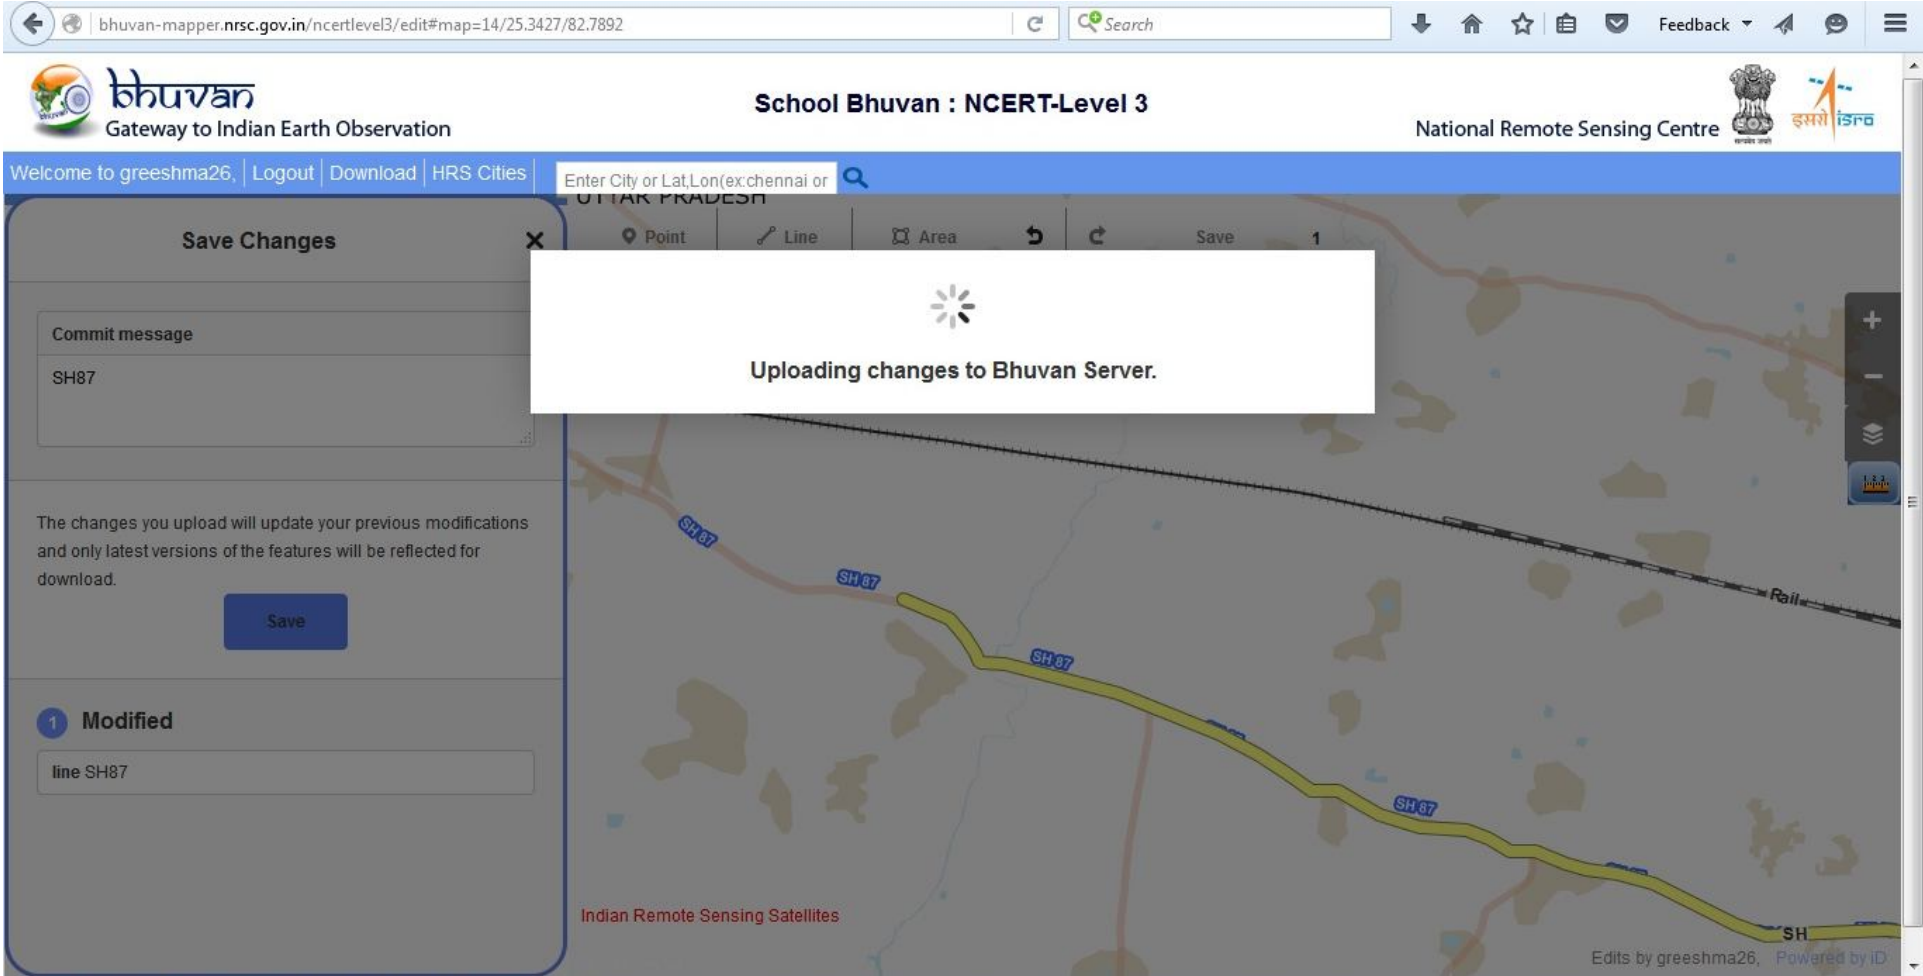 bhuvan-mapper.nrsc.gov.in/ncertlevel3/edit#map=14/25.3427/82.7892
Search
Feedback
bhuvan
Gateway to Indian Earth Observation
School Bhuvan : NCERT-Level 3
National Remote Sensing Centre
इसरो isro
Welcome to greeshma26, Logout Download HRS Cities
Enter City or Lat,Lon(ex:chennai or
UTTAR PRADESH
Save Changes
Point Line Area Save 1
Uploading changes to Bhuvan Server.
Commit message
SH87
The changes you upload will update your previous modifications
and only latest versions of the features will be reflected for
download.
Save
1 Modified
line SH87
SH 87
SH 87
Rail
SH 87
SH 87
SH
Indian Remote Sensing Satellites
Edits by greeshma26, Powered by iD